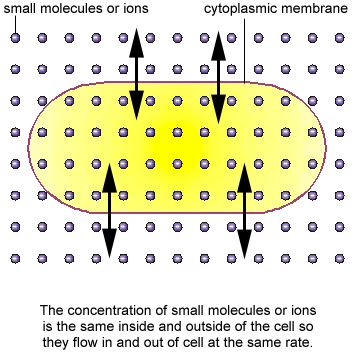 small molecules or ions
cytoplasmic membrane
The concentration of small molecules or ions
is the same inside and outside of the cell so
they flow in and out of cell at the same rate.